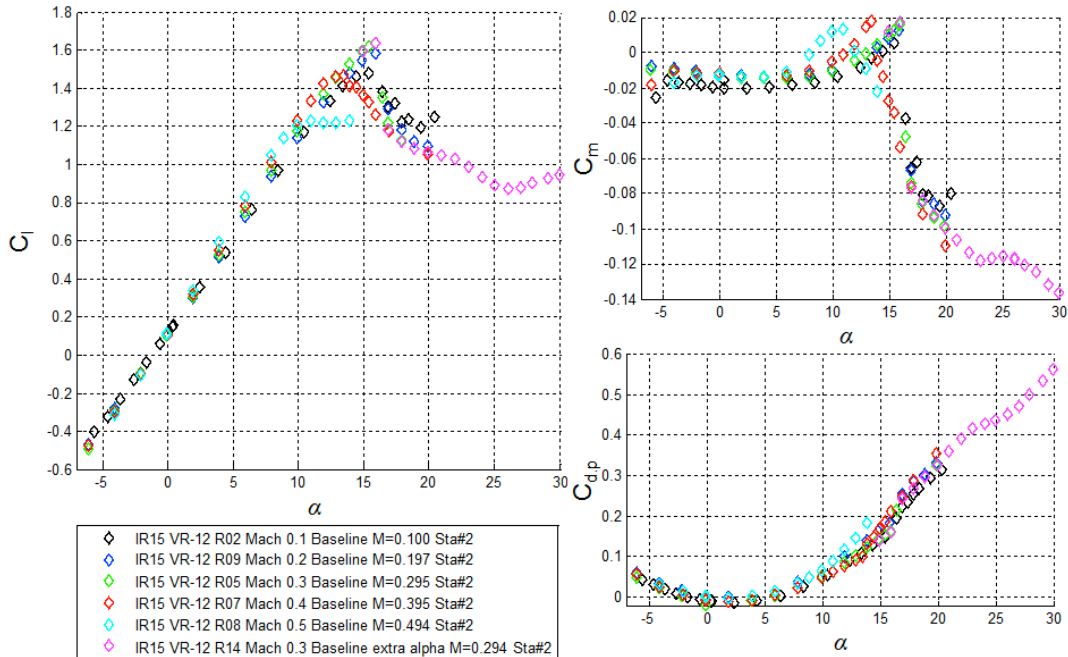 1.8
1.6
1.4
1.2
1
0.8
0.6
0.4
0.2
0
-0.2
-0.4
-0.6
-5 0 5 10 15 20 25 30
Cl
α
0.02
0
-0.02
-0.04
-0.06
-0.08
-0.1
-0.12
-0.14
-5 0 5 10 15 20 25 30
Cm
α
0.6
0.5
0.4
0.3
0.2
0.1
0
-5 0 5 10 15 20 25 30
Cd.p
α
IR15 VR-12 R02 Mach 0.1 Baseline M=0.100 Sta#2
IR15 VR-12 R09 Mach 0.2 Baseline M=0.197 Sta#2
IR15 VR-12 R05 Mach 0.3 Baseline M=0.295 Sta#2
IR15 VR-12 R07 Mach 0.4 Baseline M=0.395 Sta#2
IR15 VR-12 R08 Mach 0.5 Baseline M=0.494 Sta#2
IR15 VR-12 R14 Mach 0.3 Baseline extra alpha M=0.294 Sta#2